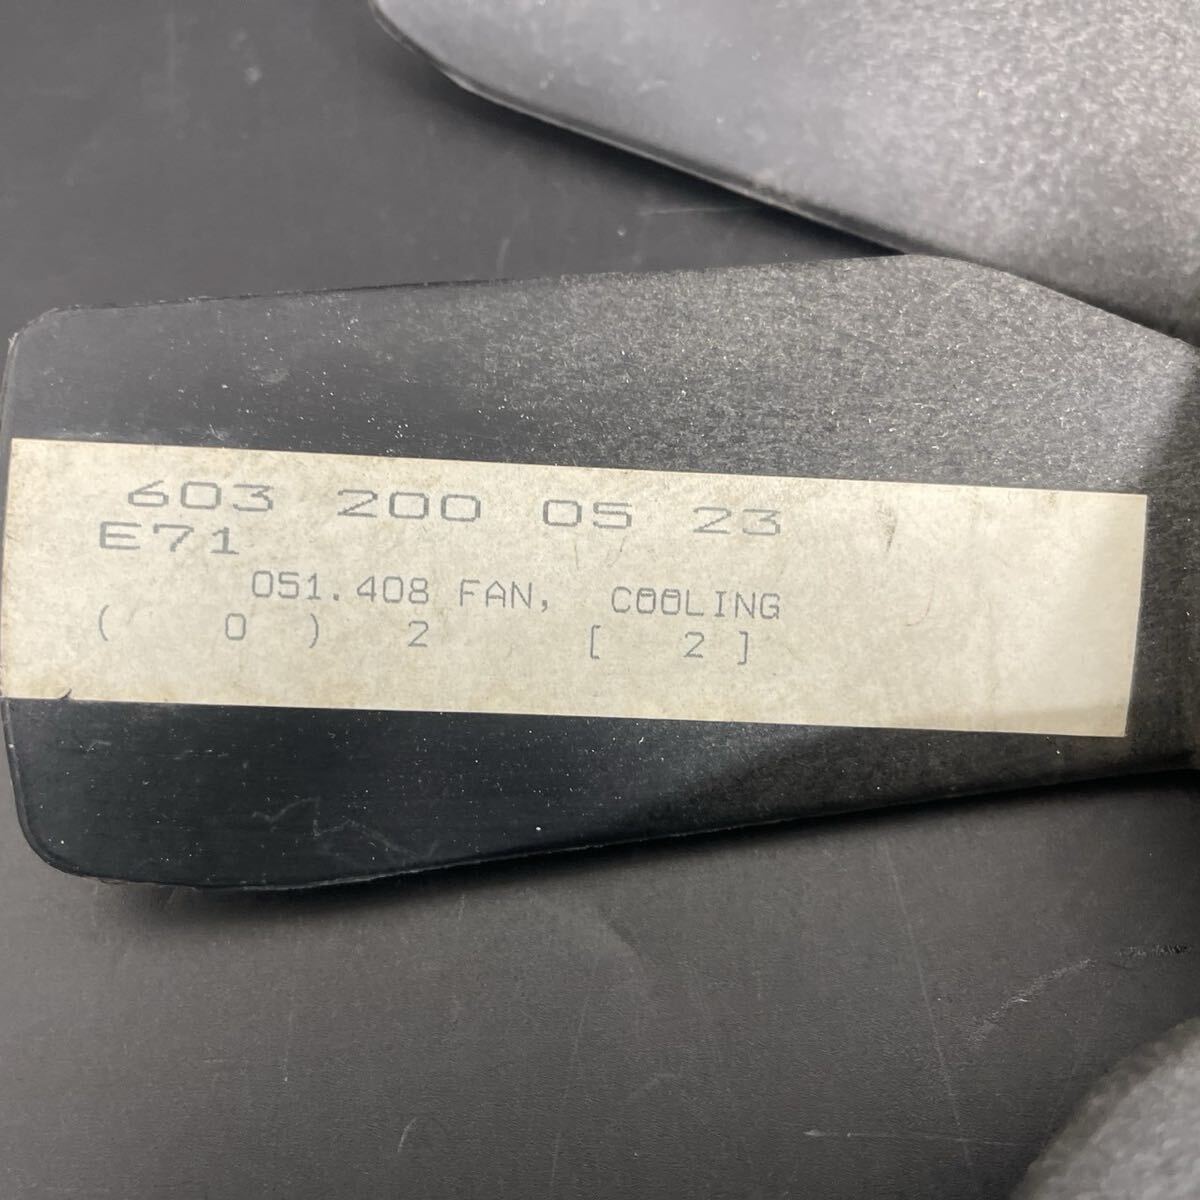 603 200 05 23
E71
051.408 FAN, COOLING
( 0 ) 2 [ 2 ]